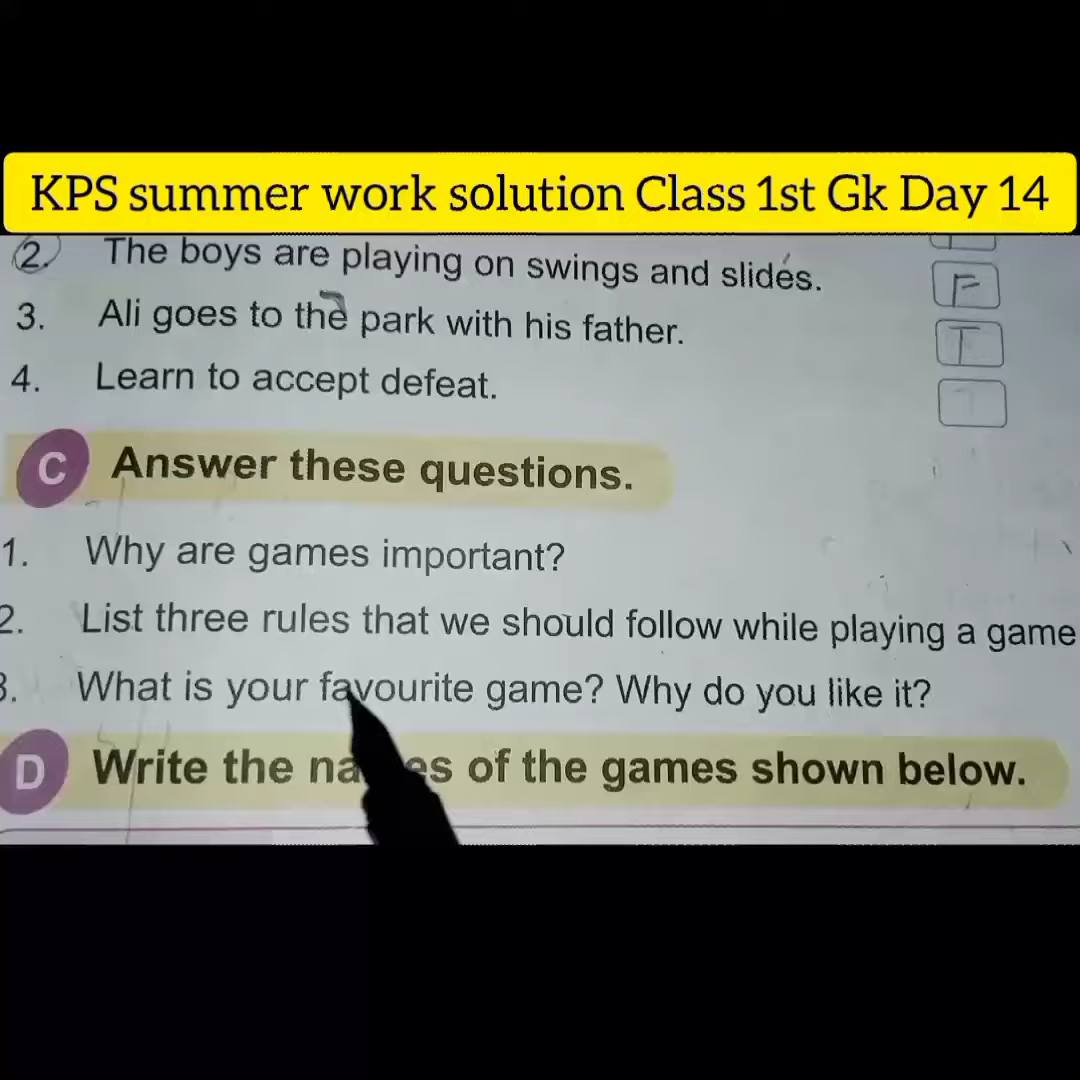 KPS summer work solution Class 1st Gk Day 14
2. The boys are playing on swings and slides. F
3. Ali goes to the park with his father. T
4. Learn to accept defeat.
C Answer these questions.
1. Why are games important?
2. List three rules that we should follow while playing a game
3. What is your favourite game? Why do you like it?
D Write the names of the games shown below.